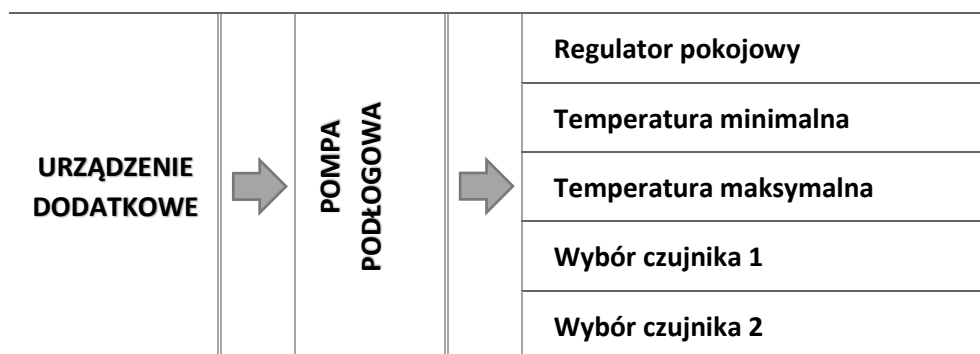 URZĄDZENIE
DODATKOWE
POMPA
PODŁOGOWA
Regulator pokojowy
Temperatura minimalna
Temperatura maksymalna
Wybór czujnika 1
Wybór czujnika 2